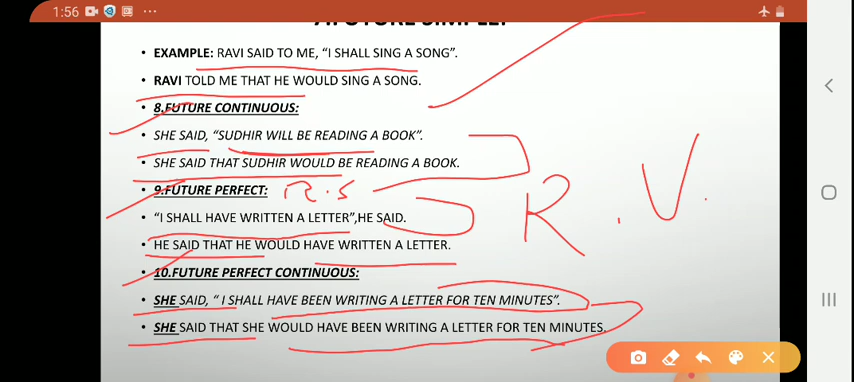 1:56
7.FUTURE SIMPLE:
• EXAMPLE: RAVI SAID TO ME, “I SHALL SING A SONG”.
• RAVI TOLD ME THAT HE WOULD SING A SONG.
• 8.FUTURE CONTINUOUS:
• SHE SAID, “SUDHIR WILL BE READING A BOOK”.
• SHE SAID THAT SUDHIR WOULD BE READING A BOOK.
• 9.FUTURE PERFECT: R.S
• “I SHALL HAVE WRITTEN A LETTER”,HE SAID.
R.V.
• HE SAID THAT HE WOULD HAVE WRITTEN A LETTER.
• 10.FUTURE PERFECT CONTINUOUS:
• SHE SAID, “ I SHALL HAVE BEEN WRITING A LETTER FOR TEN MINUTES”.
• SHE SAID THAT SHE WOULD HAVE BEEN WRITING A LETTER FOR TEN MINUTES.